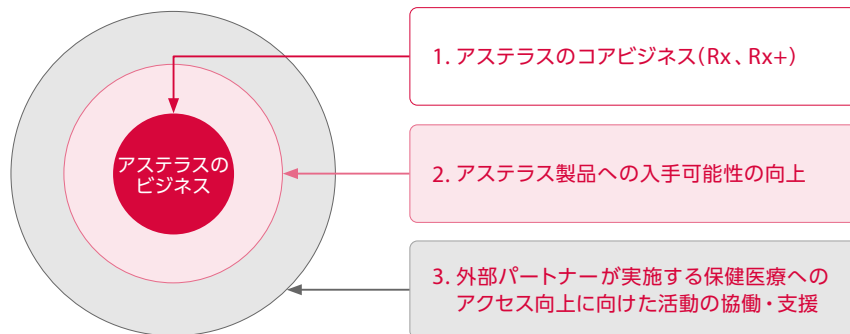 1. アステラスのコアビジネス（Rx、Rx+）
アステラスの
ビジネス
2. アステラス製品への入手可能性の向上
3. 外部パートナーが実施する保健医療への
アクセス向上に向けた活動の協働・支援